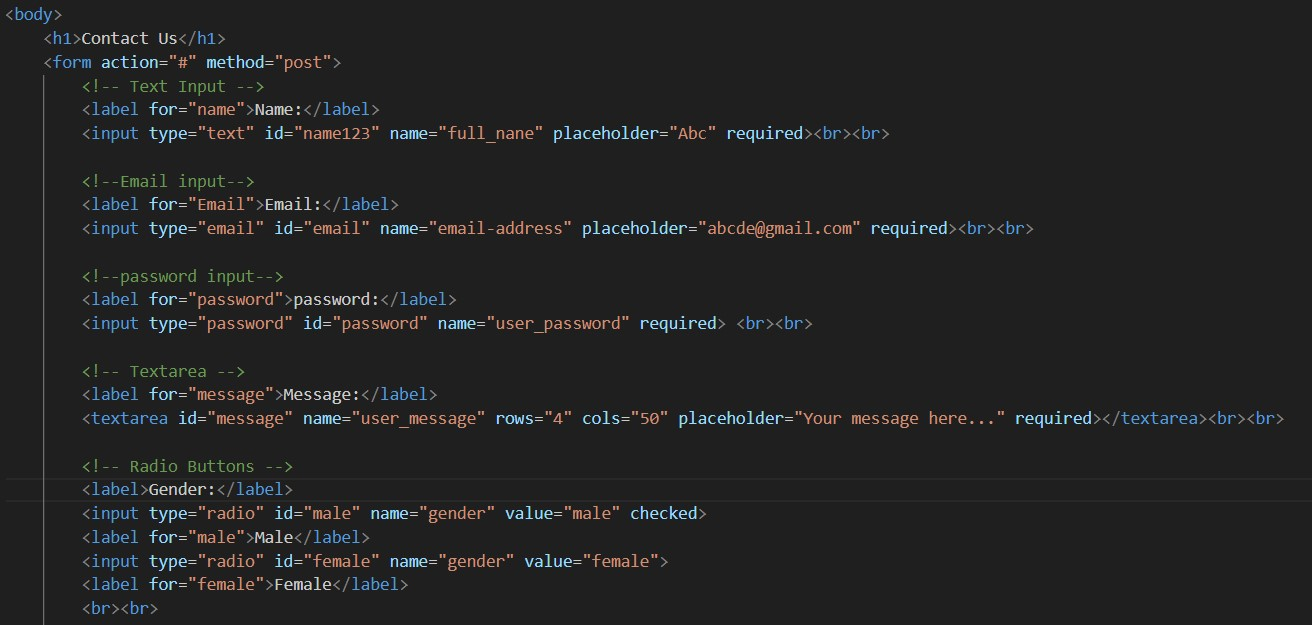 <body>
<h1>Contact Us</h1>
<form action="#" method="post">
<!-- Text Input -->
<label for="name">Name:</label>
<input type="text" id="name123" name="full_nane" placeholder="Abc" required><br><br>
<!--Email input-->
<label for="Email">Email:</label>
<input type="email" id="email" name="email-address" placeholder="abcde@gmail.com" required><br><br>
<!--password input-->
<label for="password">password:</label>
<input type="password" id="password" name="user_password" required> <br><br>
<!-- Textarea -->
<label for="message">Message:</label>
<textarea id="message" name="user_message" rows="4" cols="50" placeholder="Your message here..." required></textarea><br><br>
<!-- Radio Buttons -->
<label>Gender:</label>
<input type="radio" id="male" name="gender" value="male" checked>
<label for="male">Male</label>
<input type="radio" id="female" name="gender" value="female">
<label for="female">Female</label>
<br><br>